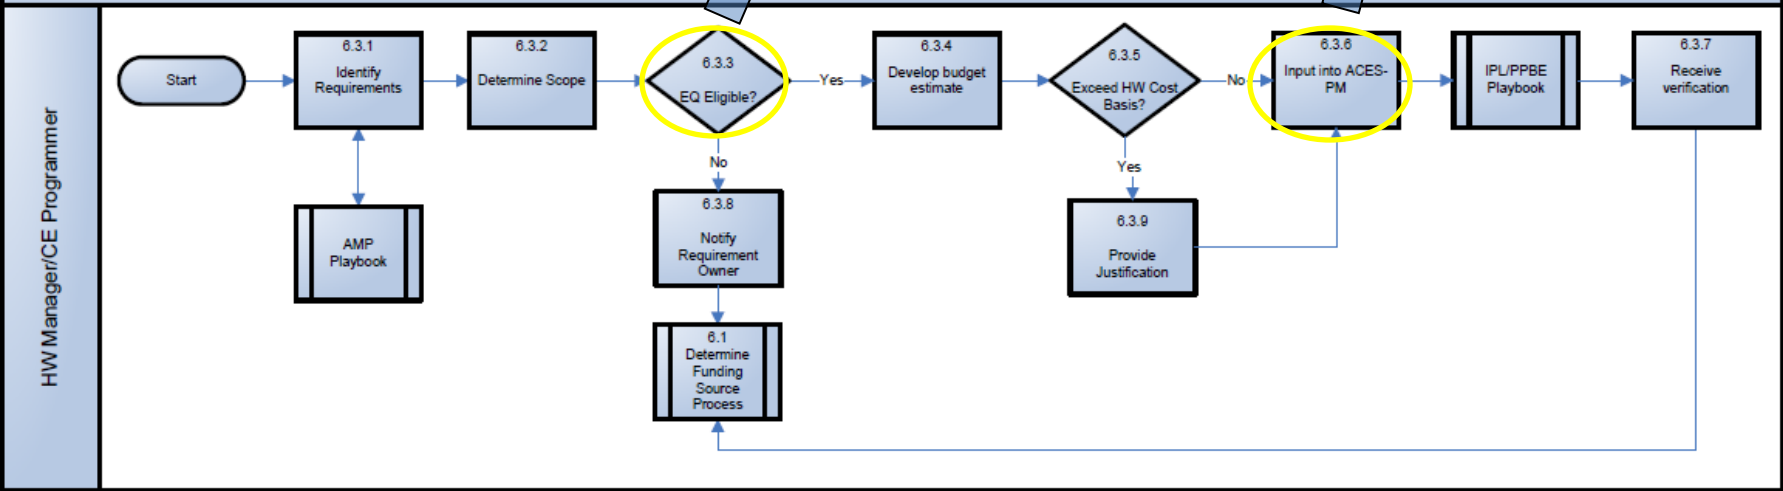 HW Manager/CE Programmer
Start
6.3.1
Identify
Requirements
6.3.2
Determine Scope
6.3.3
EQ Eligible?
Yes
6.3.4
Develop budget
estimate
6.3.5
Exceed HW Cost
Basis?
No
6.3.6
Input into ACES-
PM
IPL/PPBE
Playbook
6.3.7
Receive
verification
No
Yes
AMP
Playbook
6.3.8
Notify
Requirement
Owner
6.3.9
Provide
Justification
6.1
Determine
Funding
Source
Process